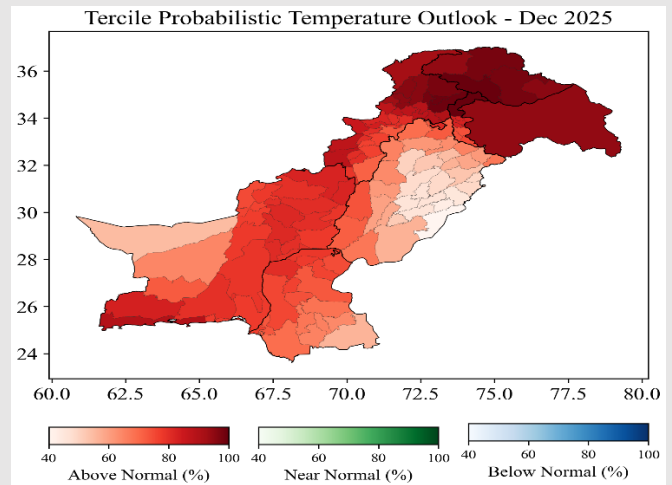 Tercile Probabilistic Temperature Outlook - Dec 2025
36
34
32
30
28
26
24
60.0 62.5 65.0 67.5 70.0 72.5 75.0 77.5 80.0
40 60 80 100 40 60 80 100 40 60 80 100
Above Normal (%) Near Normal (%) Below Normal (%)